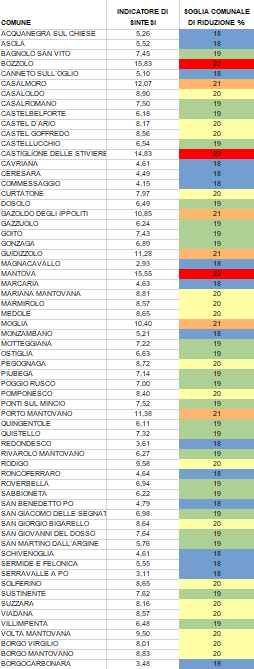 COMUNE INDICATORE DI SINTESI SOGLIA COMUNALE DI RIDUZIONE %
ACQUANEGRA SUL CHIESE 5,26 18
ASOLA 5,52 18
BAGNOLO SAN VITO 7,45 19
BOZZOLO 15,83 22
CANNETO SULL'OGLIO 5,10 18
CASALMORO 12,07 21
CASALOLDO 8,90 20
CASALROMANO 7,50 19
CASTELBELFORTE 6,18 19
CASTEL D'ARIO 8,17 20
CASTEL GOFFREDO 8,56 20
CASTELLUCCHIO 6,54 19
CASTIGLIONE DELLE STIVIERE 14,83 22
CAVRIANA 4,61 18
CERESARA 4,49 18
COMMESSAGGIO 4,15 18
CURTATONE 7,97 20
DOSOLO 6,49 19
GAZOLDO DEGLI IPPOLITI 10,85 21
GAZZUOLO 6,24 19
GOITO 7,43 19
GONZAGA 6,89 19
GUIDIZZOLO 11,28 21
MAGNACAVALLO 2,93 18
MANTOVA 15,55 22
MARCARIA 4,63 18
MARIANA MANTOVANA 8,81 20
MARMIROLO 8,57 20
MEDOLE 8,65 20
MOGLIA 10,40 21
MONZAMBANO 5,21 18
MOTTEGGIANA 7,22 19
OSTIGLIA 6,63 19
PEGOGNAGA 8,72 20
PIUBEGA 7,14 19
POGGIO RUSCO 7,00 19
POMPONESCO 8,40 20
PONTI SUL MINCIO 7,52 19
PORTO MANTOVANO 11,38 21
QUINGENTOLE 6,11 19
QUISTELLO 7,32 19
REDONDESCO 3,61 18
RIVAROLO MANTOVANO 6,27 19
RODIGO 9,58 20
RONCOFERRARO 4,64 18
ROVERBELLA 6,94 19
SABBIONETA 6,22 19
SAN BENEDETTO PO 4,79 18
SAN GIACOMO DELLE SEGNAT 6,98 19
SAN GIORGIO BIGARELLO 8,64 20
SAN GIOVANNI DEL DOSSO 7,64 19
SAN MARTINO DALL'ARGINE 5,76 19
SCHIVENOGLIA 4,61 18
SERMIDE E FELONICA 5,55 18
SERRAVALLE A PO 3,11 18
SOLFERINO 8,65 20
SUSTINENTE 7,62 19
SUZZARA 8,16 20
VIADANA 8,57 20
VILLIMPENTA 6,48 19
VOLTA MANTOVANA 9,50 20
BORGO VIRGILIO 8,01 20
BORGO MANTOVANO 8,83 20
BORGOCARBONARA 3,48 18